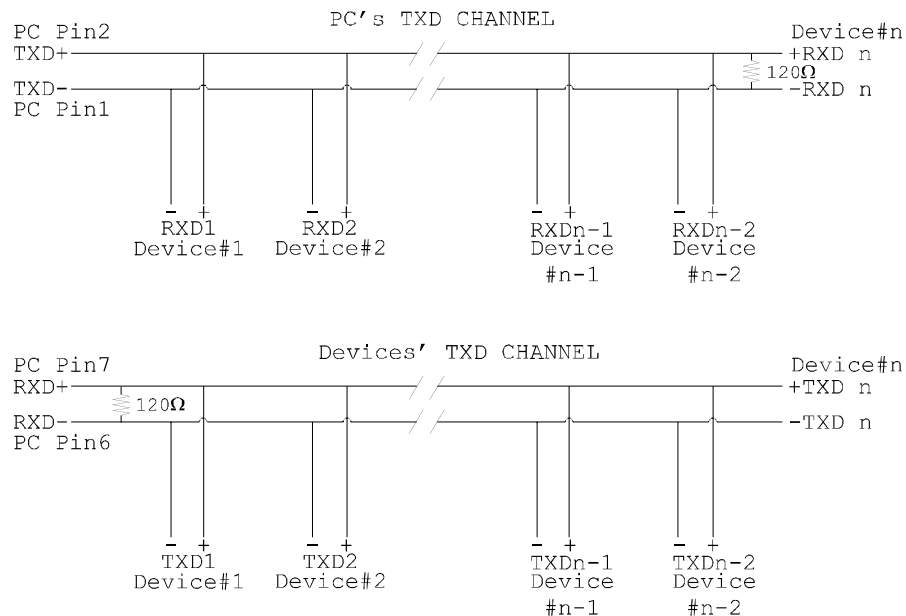 PC's TXD CHANNEL
PC Pin2
Device#n
TXD+
+RXD n
120Ω
TXD-
-RXD n
PC Pin1
- +
- +
- +
- +
RXD1
RXD2
RXDn-1
RXDn-2
Device#1
Device#2
Device
Device
#n-1
#n-2
Devices' TXD CHANNEL
PC Pin7
Device#n
RXD+
+TXD n
120Ω
RXD-
-TXD n
PC Pin6
- +
- +
- +
- +
TXD1
TXD2
TXDn-1
TXDn-2
Device#1
Device#2
Device
Device
#n-1
#n-2